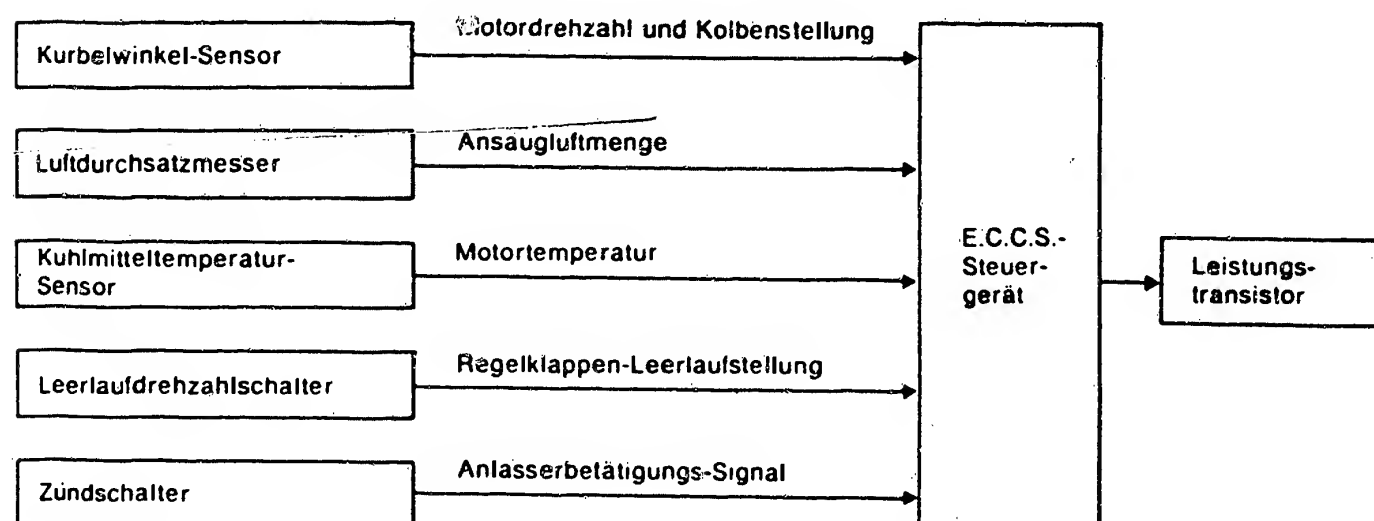 Kurbelwinkel-Sensor
Motordrehzahl und Kolbenstellung
Luftdurchsatzmesser
Ansaugluftmenge
Kuhlmitteltemperatur-
Sensor
Motortemperatur
Leerlaufdrehzahlschalter
Regelklappen-Leerlaufstellung
Zündschalter
Anlasserbetätigungs-Signal
E.C.C.S.-
Steuer-
gerät
Leistungs-
transistor